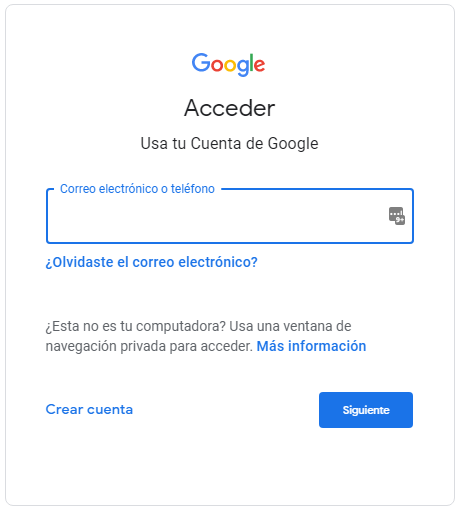 Google
Acceder
Usa tu Cuenta de Google
Correo electrónico o teléfono
9+
¿Olvidaste el correo electrónico?
¿Esta no es tu computadora? Usa una ventana de
navegación privada para acceder. Más información
Crear cuenta
Siguiente